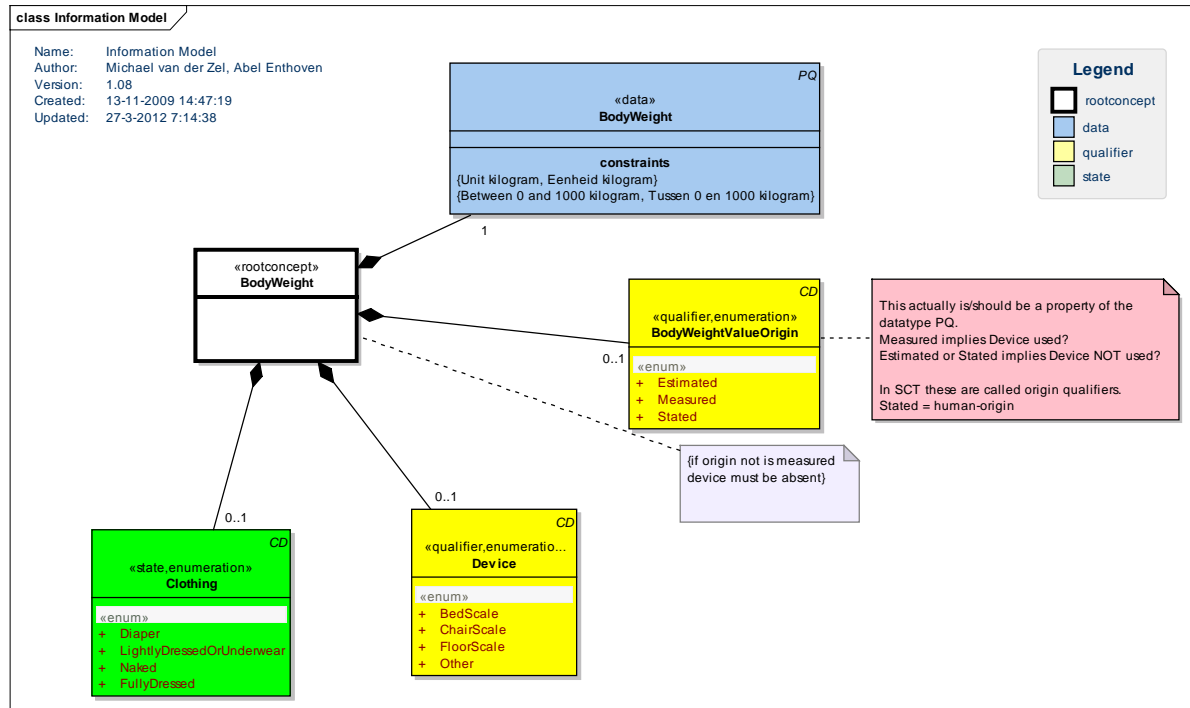 class Information Model
Name: Information Model
Author: Michael van der Zel, Abel Enthoven
Version: 1.08
Created: 13-11-2009 14:47:19
Updated: 27-3-2012 7:14:38
PQ
«data»
BodyWeight
constraints
{Unit kilogram, Eenheid kilogram}
{Between 0 and 1000 kilogram, Tussen 0 en 1000 kilogram}
Legend
rootconcept
data
qualifier
state
1
«rootconcept»
BodyWeight
CD
«qualifier,enumeration»
BodyWeightValueOrigin
«enum»
+ Estimated
+ Measured
+ Stated
0..1
This actually is/should be a property of the
datatype PQ.
Measured implies Device used?
Estimated or Stated implies Device NOT used?
In SCT these are called origin qualifiers.
Stated = human-origin
{if origin not is measured
device must be absent}
0..1
CD
«state,enumeration»
Clothing
«enum»
+ Diaper
+ LightlyDressedOrUnderwear
+ Naked
+ FullyDressed
0..1
CD
«qualifier,enumeratio...
Device
«enum»
+ BedScale
+ ChairScale
+ FloorScale
+ Other